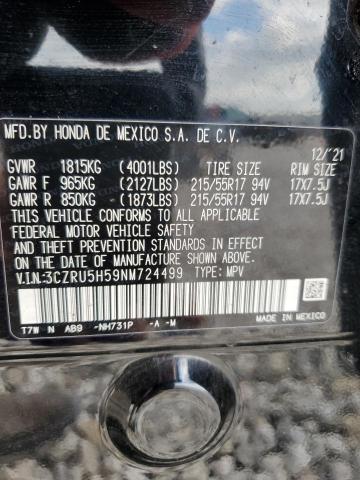 MFD.BY HONDA DE MEXICO S.A. DE C.V.
12/'21
GVWR 1815KG (4001LBS) TIRE SIZE RIM SIZE
GAWR F 965KG (2127LBS) 215/55R17 94V 17X7.5J
GAWR R 850KG (1873LBS) 215/55R17 94V 17X7.5J
THIS VEHICLE CONFORMS TO ALL APPLICABLE
FEDERAL MOTOR VEHICLE SAFETY
AND THEFT PREVENTION STANDARDS IN EFFECT
ON THE DATE OF MANUFACTURE SHOWN ABOVE.
V.I.N:3CZRU5H59NM724499 TYPE: MPV
T7W N AB9 -NH731P -A -M
MADE IN MEXICO